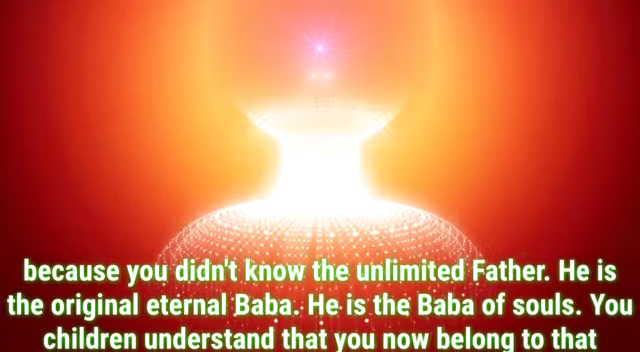 because you didn't know the unlimited Father. He is
the original eternal Baba. He is the Baba of souls. You
children understand that you now belong to that